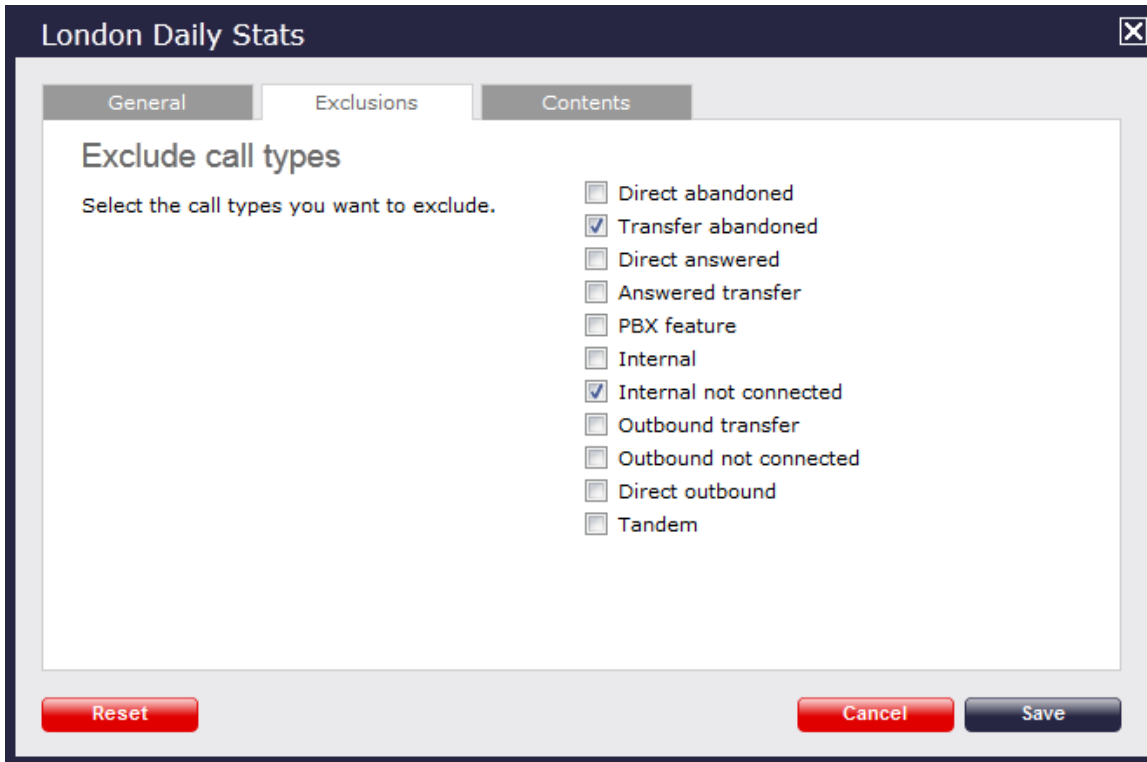 London Daily Stats
General
Exclusions
Contents
Exclude call types
Select the call types you want to exclude.
Direct abandoned
Transfer abandoned
Direct answered
Answered transfer
PBX feature
Internal
Internal not connected
Outbound transfer
Outbound not connected
Direct outbound
Tandem
Reset
Cancel
Save